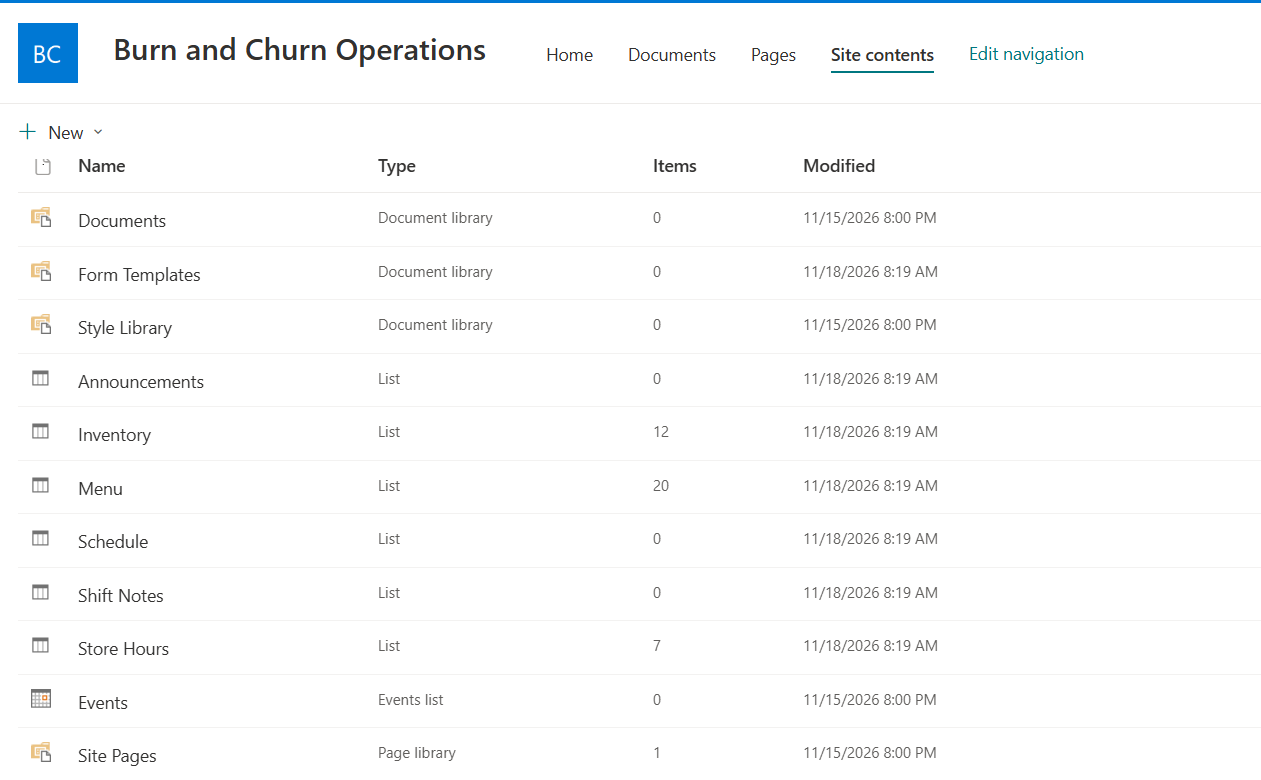 BC
Burn and Churn Operations
Home Documents Pages Site contents Edit navigation
New
Name Type Items Modified
Documents Document library 0 11/15/2026 8:00 PM
Form Templates Document library 0 11/18/2026 8:19 AM
Style Library Document library 0 11/15/2026 8:00 PM
Announcements List 0 11/18/2026 8:19 AM
Inventory List 12 11/18/2026 8:19 AM
Menu List 20 11/18/2026 8:19 AM
Schedule List 0 11/18/2026 8:19 AM
Shift Notes List 0 11/18/2026 8:19 AM
Store Hours List 7 11/18/2026 8:19 AM
Events Events list 0 11/15/2026 8:00 PM
Site Pages Page library 1 11/15/2026 8:00 PM